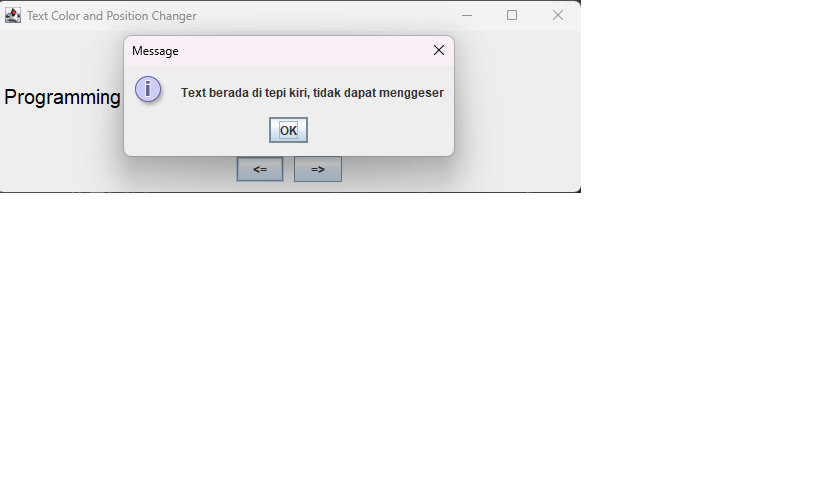 Text Color and Position Changer
Message
Programming
Text berada di tepi kiri, tidak dapat menggeser
OK
<= =>